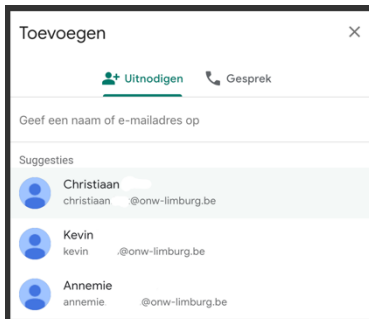 Toevoegen
Uitnodigen Gesprek
Geef een naam of e-mailadres op
Suggesties
Christiaan
christiaan :@onw-limburg.be
Kevin
kevin .@onw-limburg.be
Annemie
annemie @onw-limburg.be